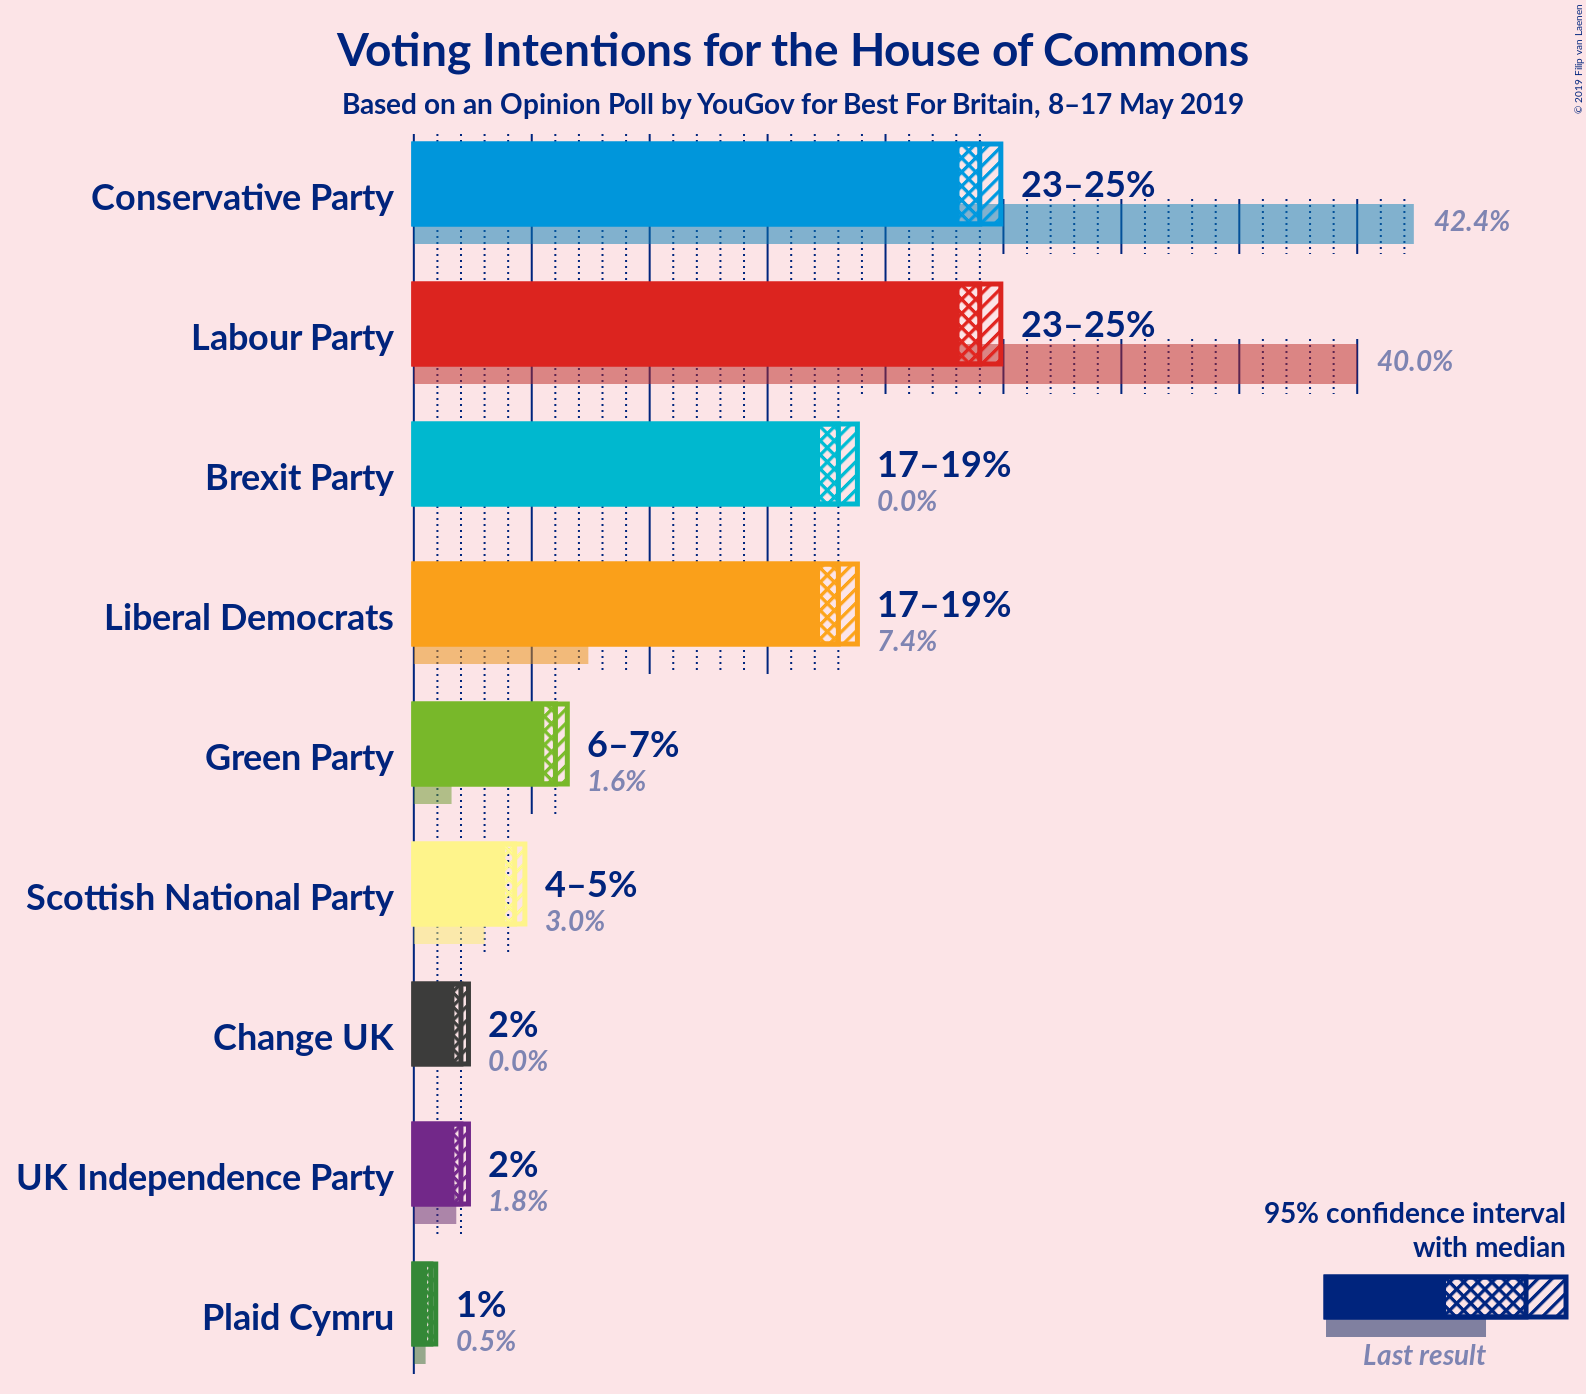 Voting Intentions for the House of Commons
Based on an Opinion Poll by YouGov for Best For Britain, 8–17 May 2019
© 2019 Filip van Laenen
Conservative Party
23–25%
42.4%
Labour Party
23–25%
40.0%
Brexit Party
17–19%
0.0%
Liberal Democrats
17–19%
7.4%
Green Party
6–7%
1.6%
Scottish National Party
4–5%
3.0%
Change UK
2%
0.0%
UK Independence Party
2%
1.8%
Plaid Cymru
1%
0.5%
95% confidence interval
with median
Last result